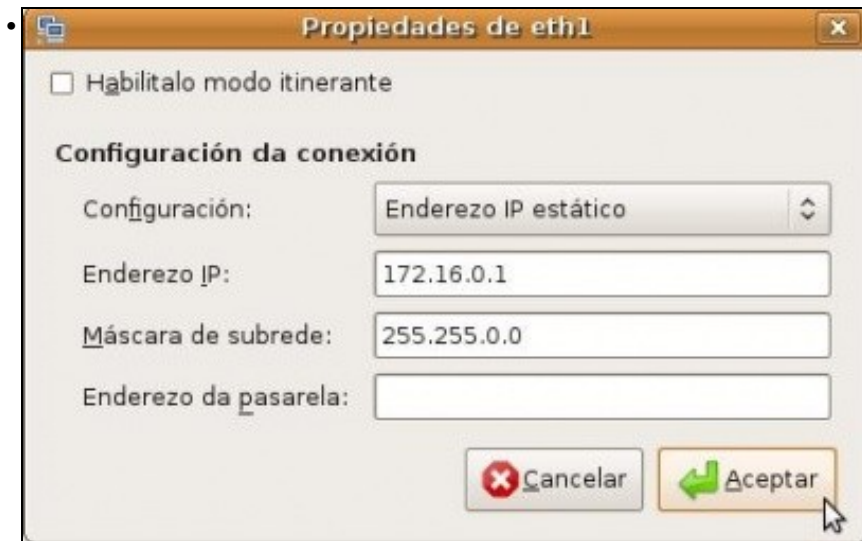 Propiedades de eth1
Habilitalo modo itinerante
Configuración da conexión
Configuración: Enderezo IP estático
Enderezo IP: 172.16.0.1
Máscara de subrede: 255.255.0.0
Enderezo da pasarela:
Cancelar Aceptar